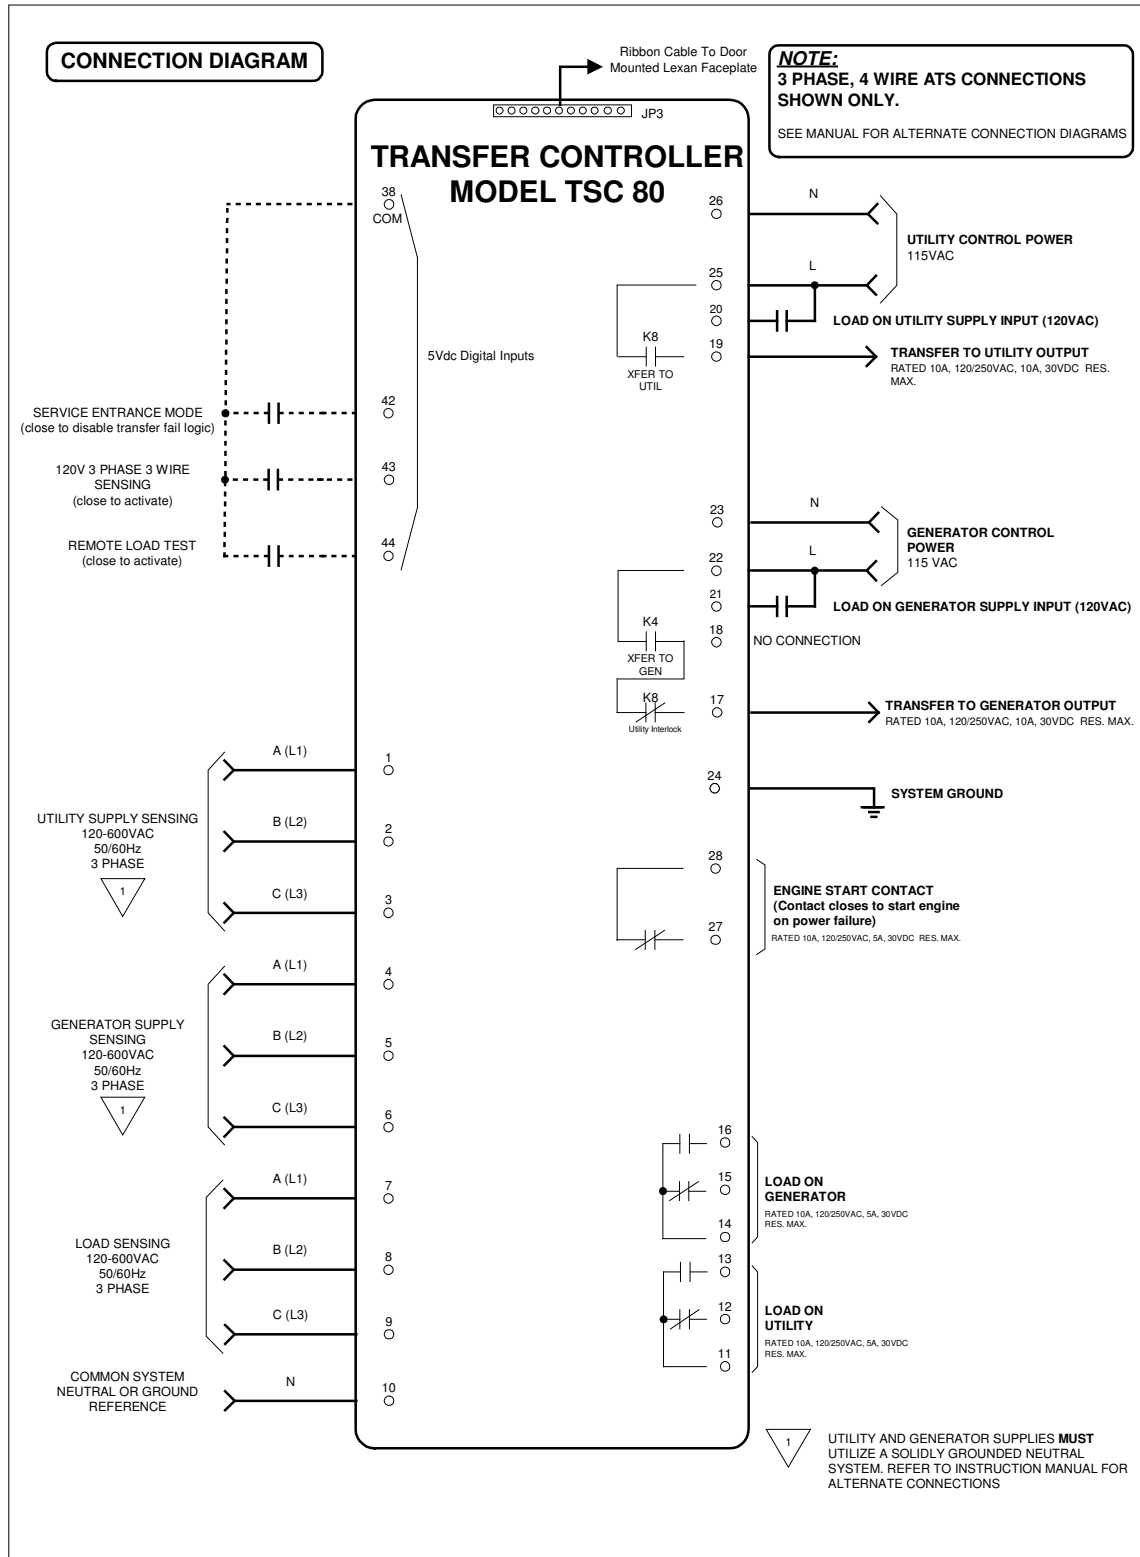 CONNECTION DIAGRAM
Ribbon Cable To Door
Mounted Lexan Faceplate
JP3
NOTE:
3 PHASE, 4 WIRE ATS CONNECTIONS
SHOWN ONLY.
SEE MANUAL FOR ALTERNATE CONNECTION DIAGRAMS
TRANSFER CONTROLLER
MODEL TSC 80
38
COM
5Vdc Digital Inputs
SERVICE ENTRANCE MODE
(close to disable transfer fail logic)
42
120V 3 PHASE 3 WIRE
SENSING
(close to activate)
43
REMOTE LOAD TEST
(close to activate)
44
26
N
UTILITY CONTROL POWER
115VAC
25
L
20
LOAD ON UTILITY SUPPLY INPUT (120VAC)
K8
XFER TO
UTIL
19
TRANSFER TO UTILITY OUTPUT
RATED 10A, 120/250VAC, 10A, 30VDC RES.
MAX.
23
N
GENERATOR CONTROL
POWER
115 VAC
22
L
21
LOAD ON GENERATOR SUPPLY INPUT (120VAC)
K4
XFER TO
GEN
18
NO CONNECTION
K8
Utility Interlock
17
TRANSFER TO GENERATOR OUTPUT
RATED 10A, 120/250VAC, 10A, 30VDC RES. MAX.
24
SYSTEM GROUND
28
27
ENGINE START CONTACT
(Contact closes to start engine
on power failure)
RATED 10A, 120/250VAC, 5A, 30VDC RES. MAX.
UTILITY SUPPLY SENSING
120-600VAC
50/60Hz
3 PHASE
1
A (L1)
1
B (L2)
2
C (L3)
3
GENERATOR SUPPLY
SENSING
120-600VAC
50/60Hz
3 PHASE
1
A (L1)
4
B (L2)
5
C (L3)
6
LOAD SENSING
120-600VAC
50/60Hz
3 PHASE
A (L1)
7
B (L2)
8
C (L3)
9
COMMON SYSTEM
NEUTRAL OR GROUND
REFERENCE
N
10
16
15
14
LOAD ON
GENERATOR
RATED 10A, 120/250VAC, 5A, 30VDC
RES. MAX.
13
12
11
LOAD ON
UTILITY
RATED 10A, 120/250VAC, 5A, 30VDC
RES. MAX.
1
UTILITY AND GENERATOR SUPPLIES MUST
UTILIZE A SOLIDLY GROUNDED NEUTRAL
SYSTEM. REFER TO INSTRUCTION MANUAL FOR
ALTERNATE CONNECTIONS